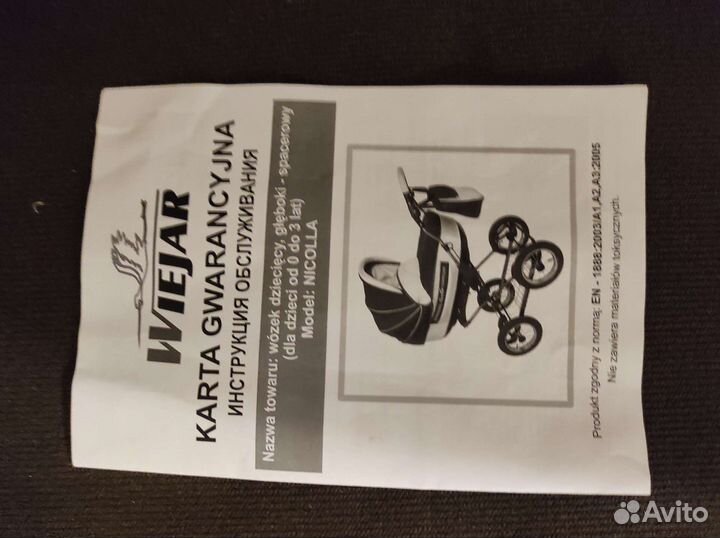 WIEJAR
KARTA GWARANCYJNA
ИНСТРУКЦИЯ ОБСЛУЖИВАНИЯ
Nazwa towaru: wózek dziecięcy, głęboki - spacerowy
(dla dzieci od 0 do 3 lat)
Model: NICOLLA
Produkt zgodny z normą: EN - 1888:2003/A1,A2,A3:2005
Nie zawiera materiałów toksycznych.
Avito